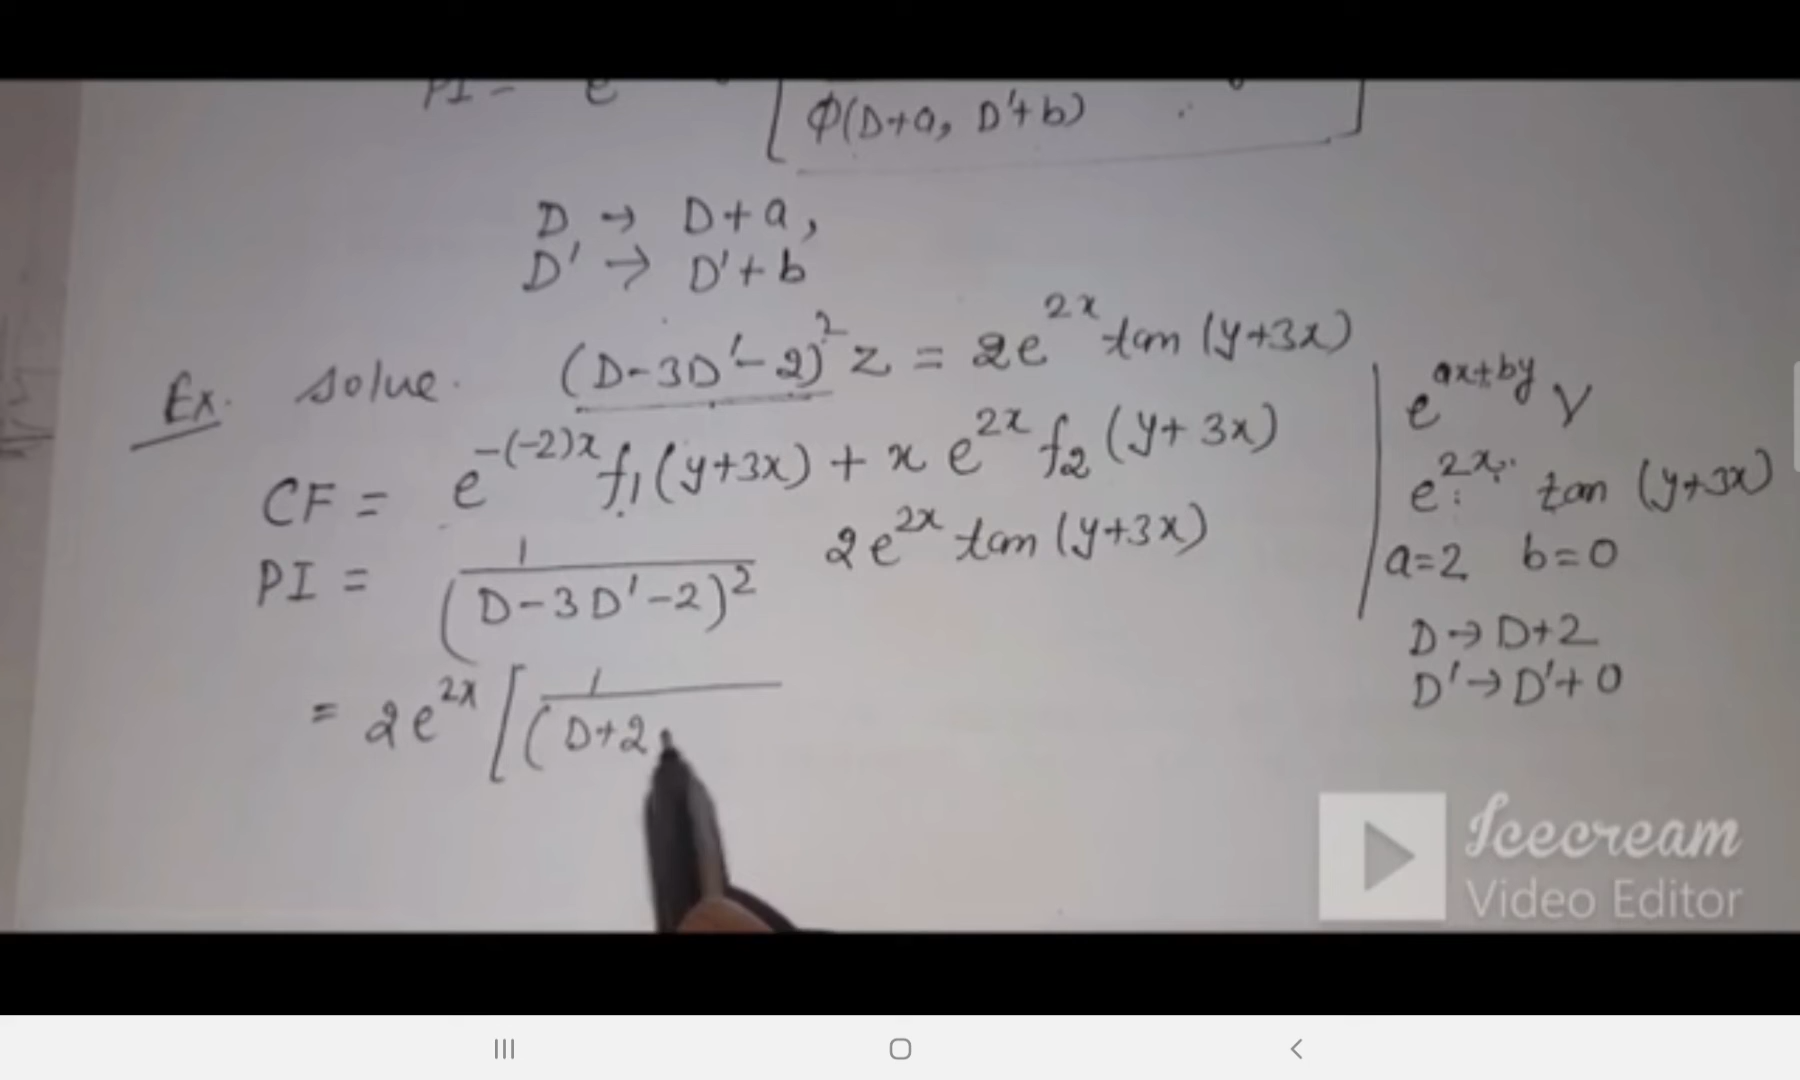 PI - e
Φ(D+a, D'+b)
D → D+a,
D' → D'+b
Ex. solve. (D-3D'-2)² z = 2e^2x tan (y+3x)
CF = e^-(-2)x f1(y+3x) + x e^2x f2 (y+3x)
PI = 1/(D-3D'-2)² 2e^2x tan (y+3x)
= 2e^2x [ 1/(D+2
e^ax+by V
e^2x tan (y+3x)
a=2 b=0
D→D+2
D'→D'+0
Icecream
Video Editor